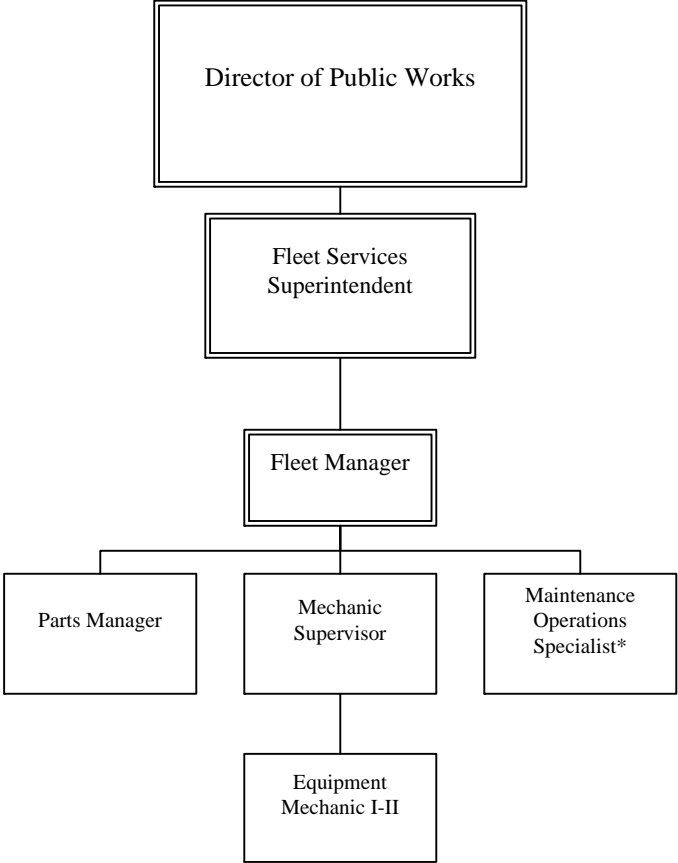 Director of Public Works
Fleet Services
Superintendent
Fleet Manager
Parts Manager
Mechanic
Supervisor
Maintenance
Operations
Specialist*
Equipment
Mechanic I-II